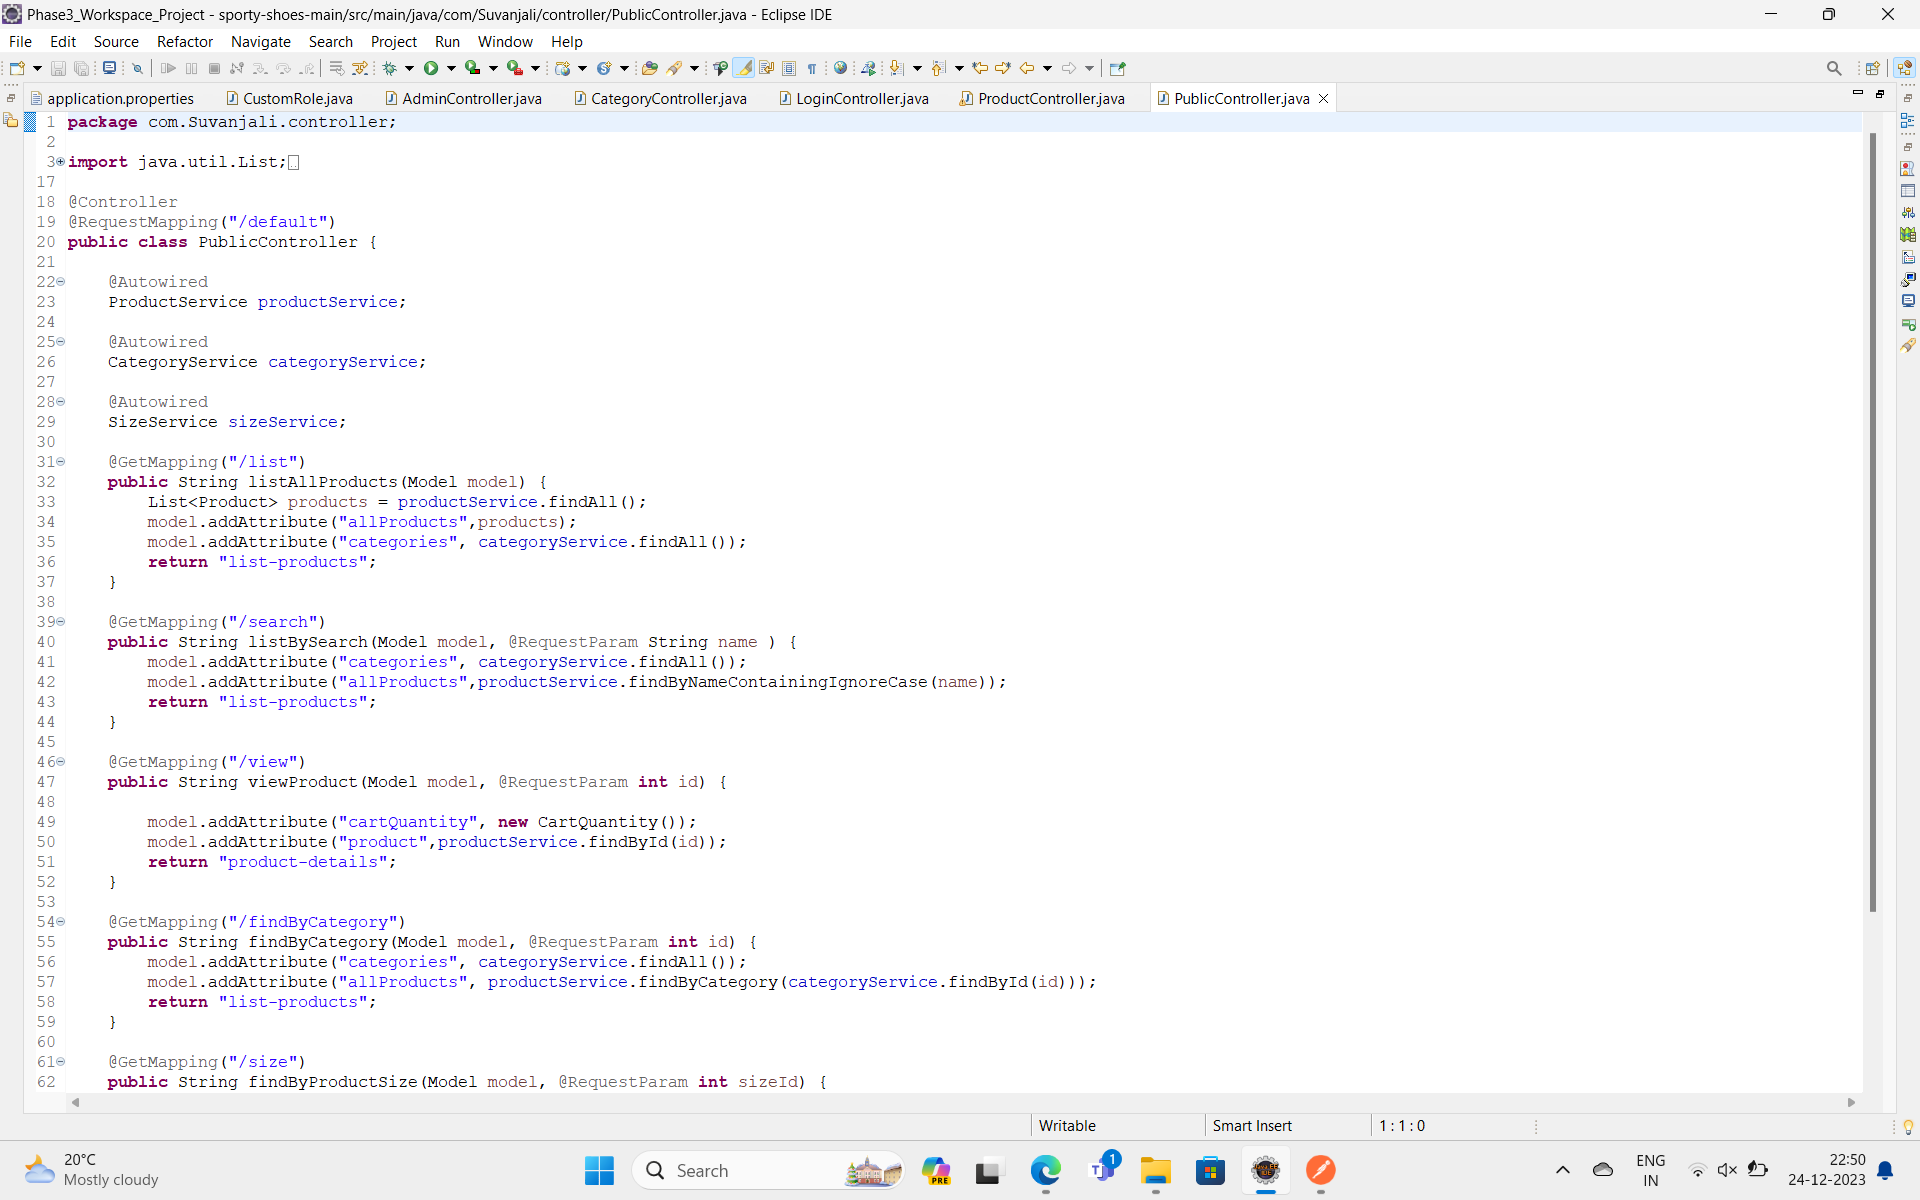 Phase3_Workspace_Project - sporty-shoes-main/src/main/java/com/Suvanjali/controller/PublicController.java - Eclipse IDE
File Edit Source Refactor Navigate Search Project Run Window Help
application.properties CustomRole.java AdminController.java CategoryController.java LoginController.java ProductController.java PublicController.java
1 package com.Suvanjali.controller;
2
3 import java.util.List;
17
18 @Controller
19 @RequestMapping("/default")
20 public class PublicController {
21
22 @Autowired
23 ProductService productService;
24
25 @Autowired
26 CategoryService categoryService;
27
28 @Autowired
29 SizeService sizeService;
30
31 @GetMapping("/list")
32 public String listAllProducts(Model model) {
33 List<Product> products = productService.findAll();
34 model.addAttribute("allProducts",products);
35 model.addAttribute("categories", categoryService.findAll());
36 return "list-products";
37 }
38
39 @GetMapping("/search")
40 public String listBySearch(Model model, @RequestParam String name ) {
41 model.addAttribute("categories", categoryService.findAll());
42 model.addAttribute("allProducts",productService.findByNameContainingIgnoreCase(name));
43 return "list-products";
44 }
45
46 @GetMapping("/view")
47 public String viewProduct(Model model, @RequestParam int id) {
48
49 model.addAttribute("cartQuantity", new CartQuantity());
50 model.addAttribute("product",productService.findById(id));
51 return "product-details";
52 }
53
54 @GetMapping("/findByCategory")
55 public String findByCategory(Model model, @RequestParam int id) {
56 model.addAttribute("categories", categoryService.findAll());
57 model.addAttribute("allProducts", productService.findByCategory(categoryService.findById(id)));
58 return "list-products";
59 }
60
61 @GetMapping("/size")
62 public String findByProductSize(Model model, @RequestParam int sizeId) {
Writable Smart Insert 1 : 1 : 0
20°C
Mostly cloudy
Search
PRE
1
ENG
IN
22:50
24-12-2023